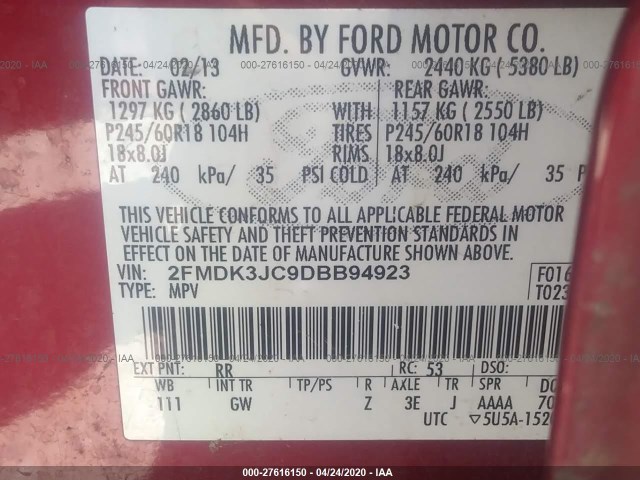 MFD. BY FORD MOTOR CO.
DATE: 02/13 GVWR: 2440 KG ( 5380 LB)
FRONT GAWR: REAR GAWR:
1297 KG ( 2860 LB) WITH 1157 KG ( 2550 LB)
P245/60R18 104H TIRES P245/60R18 104H
18x8.0J RIMS 18x8.0J
AT 240 kPa/ 35 PSI COLD AT 240 kPa/ 35 P
THIS VEHICLE CONFORMS TO ALL APPLICABLE FEDERAL MOTOR
VEHICLE SAFETY AND THEFT PREVENTION STANDARDS IN
EFFECT ON THE DATE OF MANUFACTURE SHOWN ABOVE.
VIN: 2FMDK3JC9DBB94923 F016
TYPE: MPV T023
EXT PNT: RR RC: 53 DSO:
WB INT TR TP/PS R AXLE TR SPR
111 GW Z 3E J AAAA 70
UTC ▽5U5A-1520
000-27616150 - 04/24/2020 - IAA